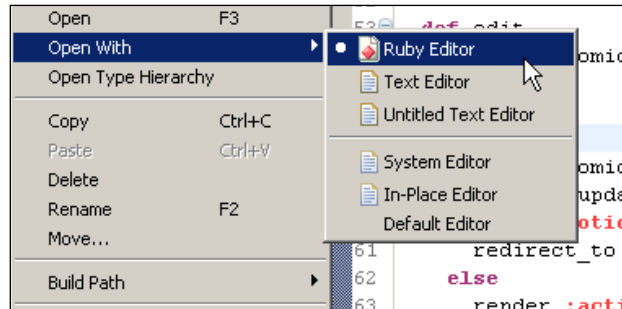 Open F3
Open With
Open Type Hierarchy
Copy Ctrl+C
Paste Ctrl+V
Delete
Rename F2
Move...
Build Path
Ruby Editor
Text Editor
Untitled Text Editor
System Editor
In-Place Editor
Default Editor
53 def edit
61 redirect_to
62 else
63 render :acti